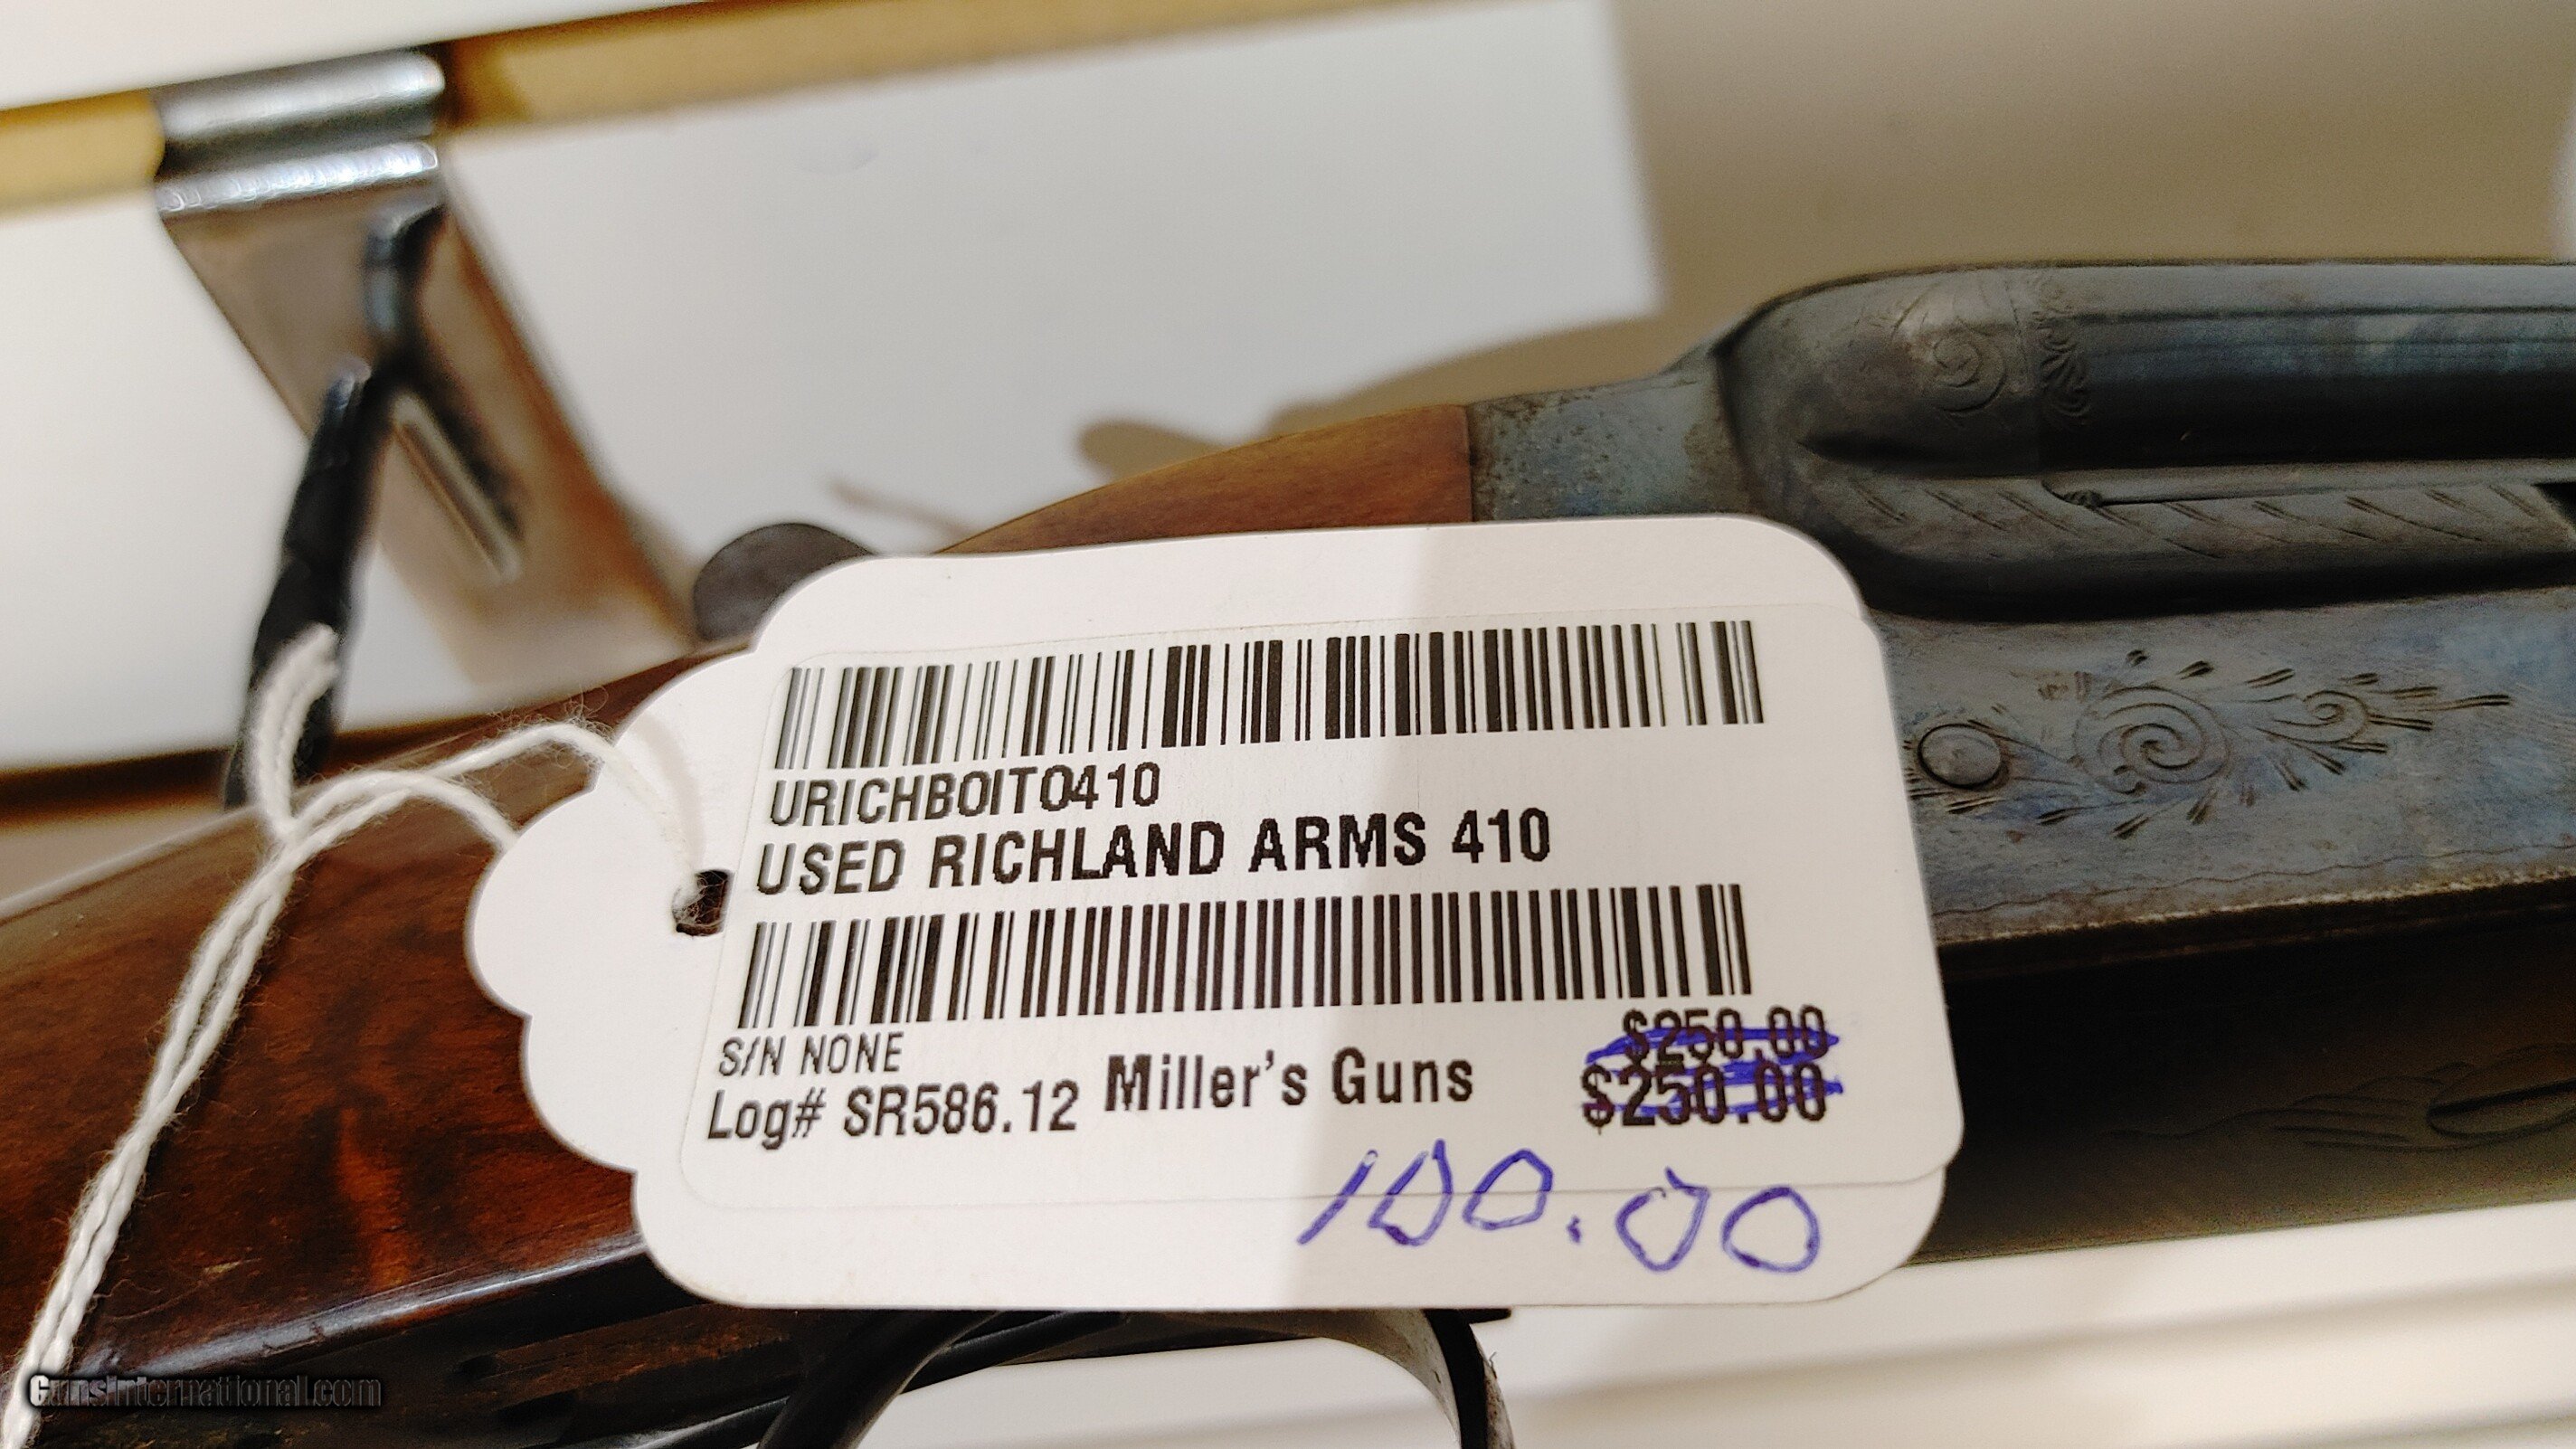 URICHBOITO410
USED RICHLAND ARMS 410
S/N NONE
$250.00
Log# SR586.12 Miller's Guns $250.00
100.00
GunsInternational.com